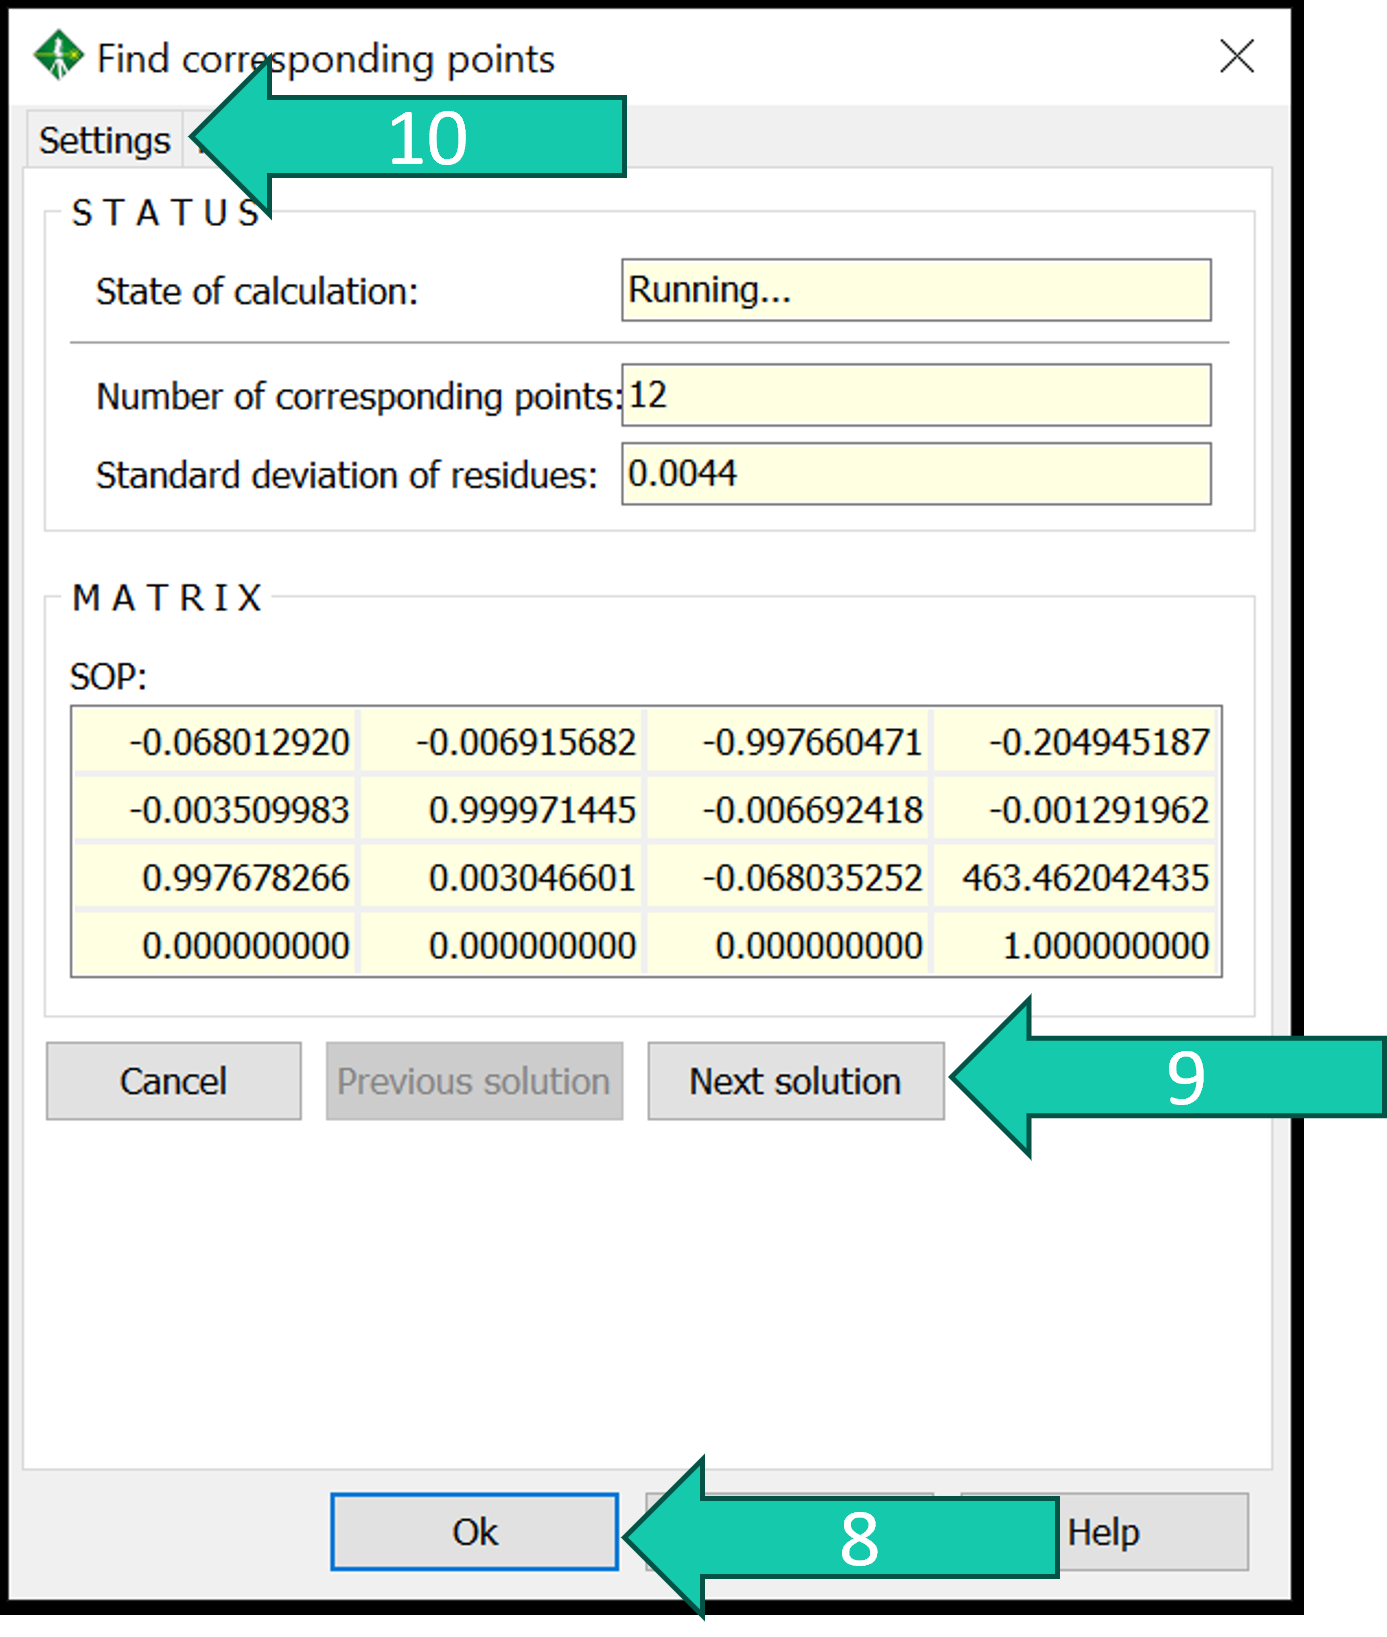 Find corresponding points
Settings
10
STATUS
State of calculation: Running...
Number of corresponding points: 12
Standard deviation of residues: 0.0044
MATRIX
SOP:
-0.068012920 -0.006915682 -0.997660471 -0.204945187
-0.003509983 0.999971445 -0.006692418 -0.001291962
0.997678266 0.003046601 -0.068035252 463.462042435
0.000000000 0.000000000 0.000000000 1.000000000
Cancel Previous solution Next solution 9
Ok 8 Help